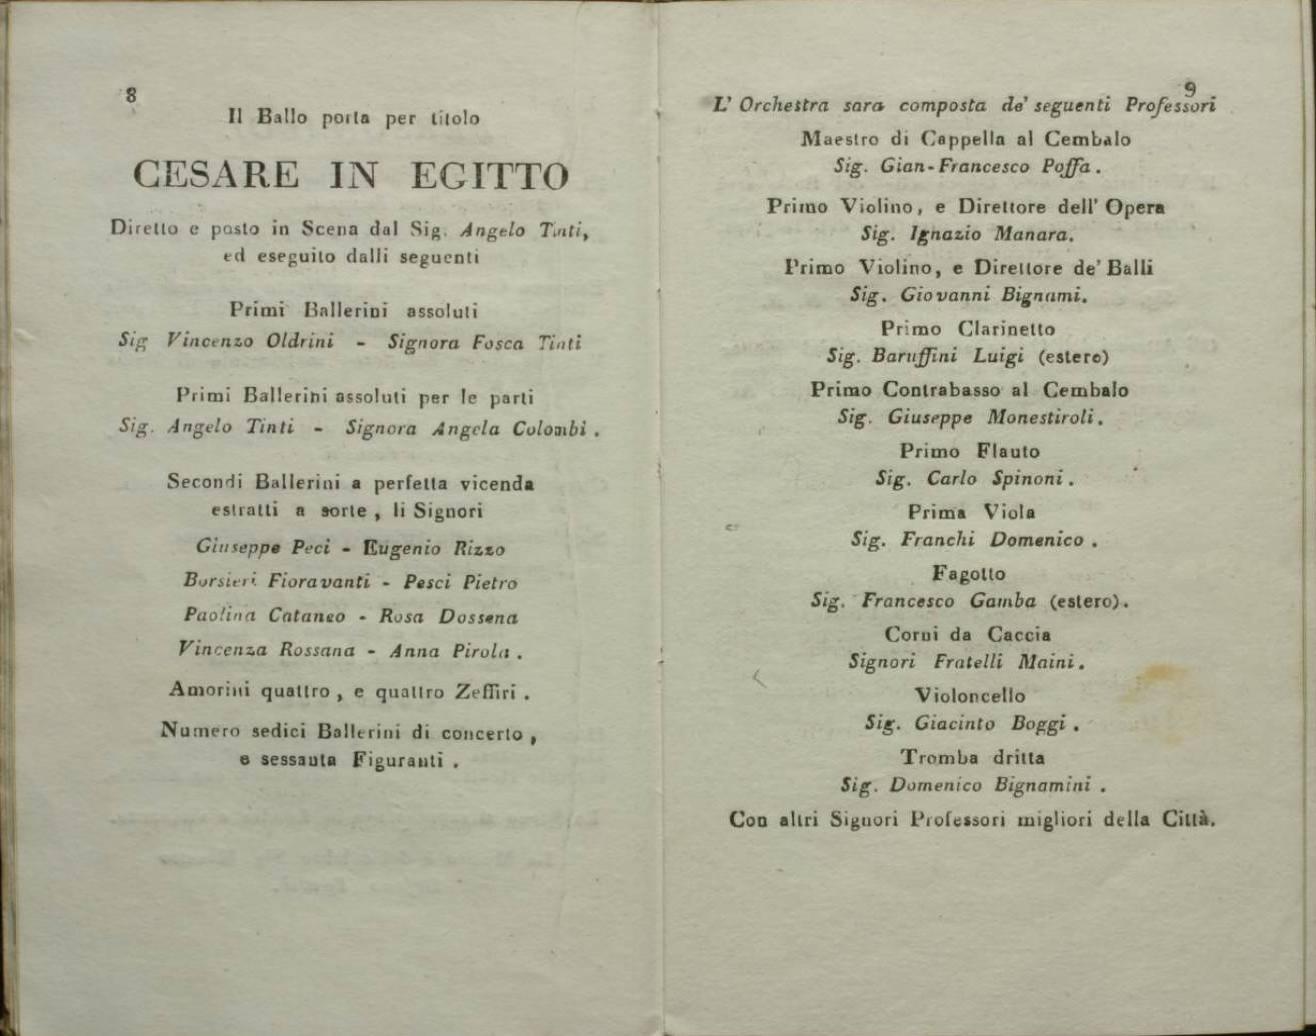 8
Il Ballo porta per titolo
CESARE IN EGITTO
Diretto e posto in Scena dal Sig. Angelo Tinti,
ed eseguito dalli seguenti
Primi Ballerini assoluti
Sig Vincenzo Oldrini - Signora Fosca Tinti
Primi Ballerini assoluti per le parti
Sig. Angelo Tinti - Signora Angela Colombi .
Secondi Ballerini a perfetta vicenda
estratti a sorte , li Signori
Giuseppe Peci - Eugenio Rizzo
Borsieri Fioravanti - Pesci Pietro
Paolina Cataneo - Rosa Dossena
Vincenza Rossana - Anna Pirola .
Amorini quattro , e quattro Zeffiri .
Numero sedici Ballerini di concerto ,
e sessanta Figuranti .
9
L' Orchestra sara composta de' seguenti Professori
Maestro di Cappella al Cembalo
Sig. Gian-Francesco Poffa .
Primo Violino, e Direttore dell' Opera
Sig. Ignazio Manara.
Primo Violino, e Direttore de' Balli
Sig. Giovanni Bignami.
Primo Clarinetto
Sig. Baruffini Luigi (estero)
Primo Contrabasso al Cembalo
Sig. Giuseppe Monestiroli.
Primo Flauto
Sig. Carlo Spinoni .
Prima Viola
Sig. Franchi Domenico .
Fagotto
Sig. Francesco Gamba (estero).
Corni da Caccia
Signori Fratelli Maini.
Violoncello
Sig. Giacinto Boggi .
Tromba dritta
Sig. Domenico Bignamini .
Con altri Signori Professori migliori della Città.